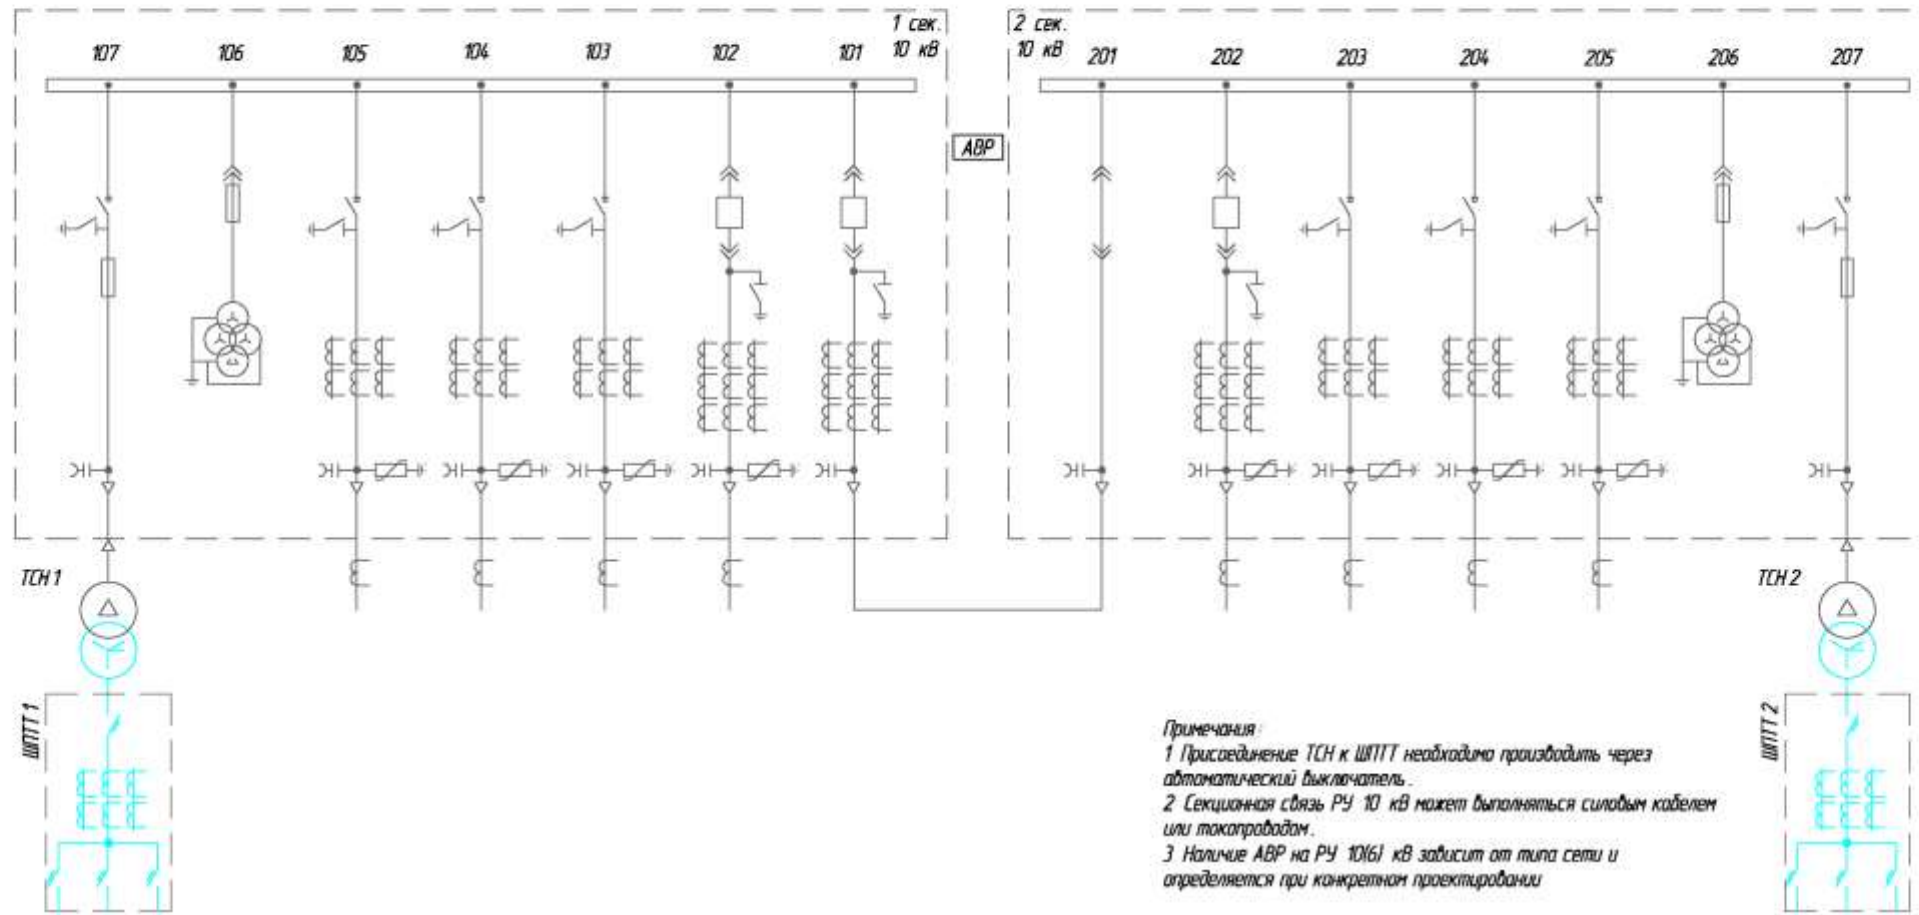 1 сек.
10 кВ
107 106 105 104 103 102 101
2 сек.
10 кВ
201 202 203 204 205 206 207
АВР
ТСН 1
ТСН 2
ШПТТ 1
ШПТТ 2
Примечания:
1 Присоединение ТСН к ШПТТ необходимо производить через
автоматический выключатель.
2 Секционная связь РУ 10 кВ может выполняться силовым кабелем
или токопроводом.
3 Наличие АВР на РУ 10(6) кВ зависит от типа сети и
определяется при конкретном проектировании